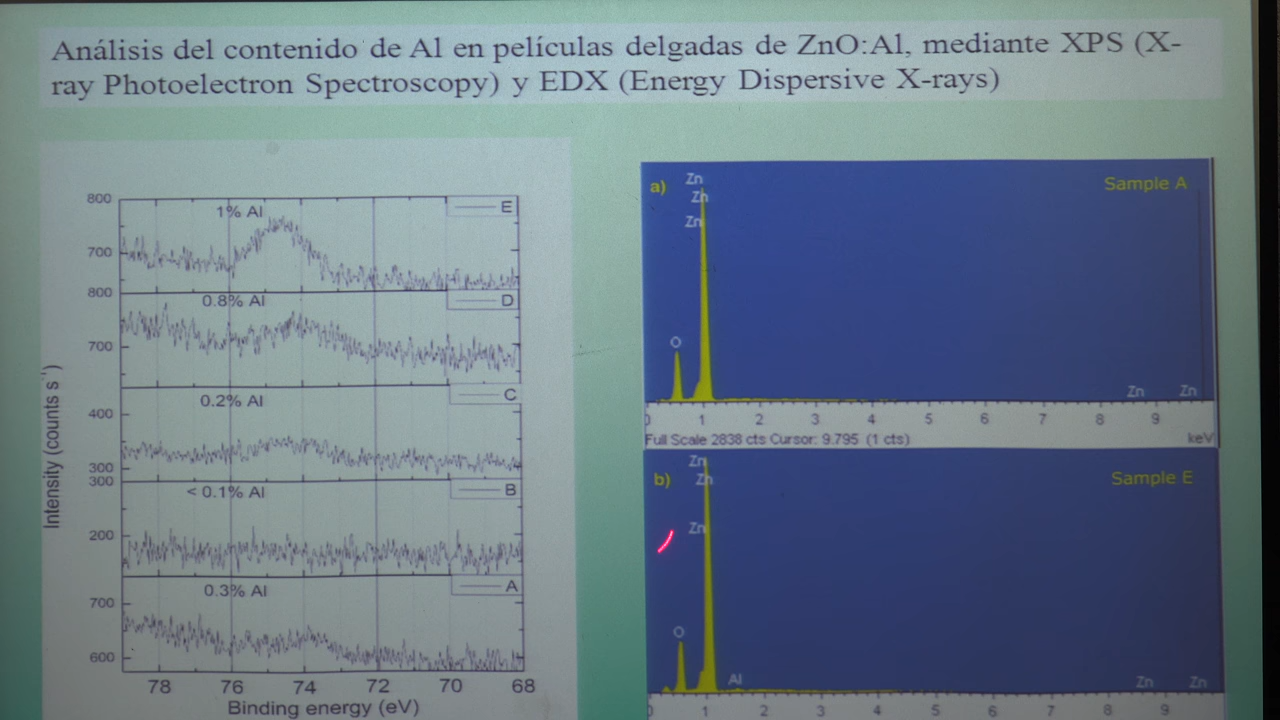 Análisis del contenido de Al en películas delgadas de ZnO:Al, mediante XPS (X-
ray Photoelectron Spectroscopy) y EDX (Energy Dispersive X-rays)
800
1% Al
E
700
800
0.8% Al
D
700
0.2% Al
C
400
300
300
< 0.1% Al
B
200
0.3% Al
A
700
600
78 76 74 72 70 68
Binding energy (eV)
Intensity (counts s⁻¹)
a)
Zn
Zn
Zn
Sample A
O
Zn Zn
0 1 2 3 4 5 6 7 8 9
Full Scale 2838 cts Cursor: 9.795 (1 cts) keV
b)
Zn
Zn
Zn
Sample E
O
Al
Zn Zn
0 1 2 3 4 5 6 7 8 9